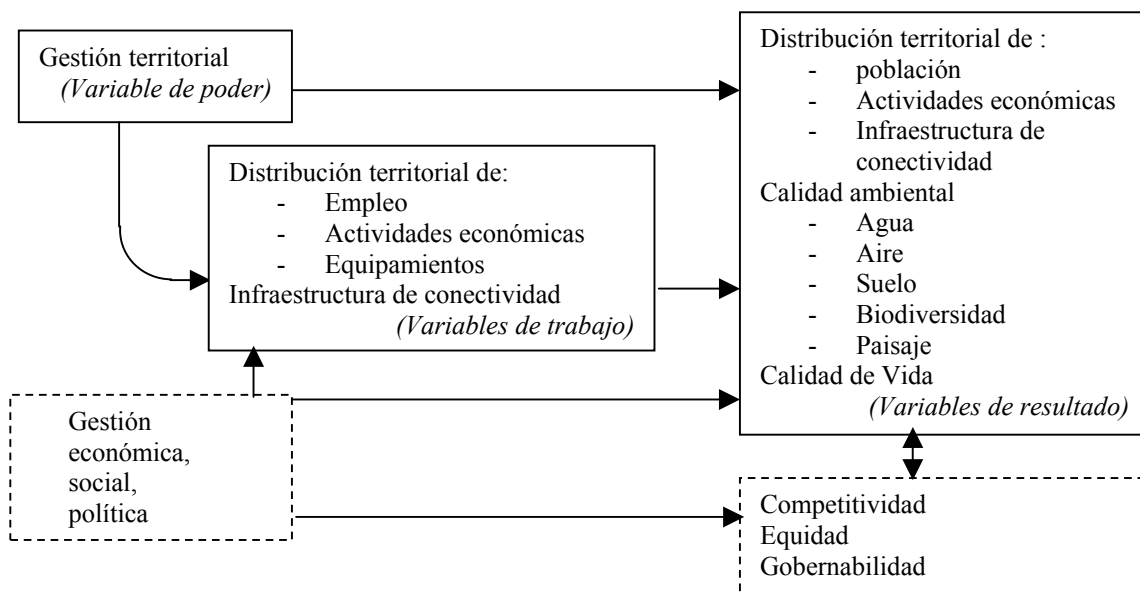 Gestión territorial
(Variable de poder)
Distribución territorial de:
- Empleo
- Actividades económicas
- Equipamientos
Infraestructura de conectividad
(Variables de trabajo)
Gestión
económica,
social,
política
Distribución territorial de :
- población
- Actividades económicas
- Infraestructura de
conectividad
Calidad ambiental
- Agua
- Aire
- Suelo
- Biodiversidad
- Paisaje
Calidad de Vida
(Variables de resultado)
Competitividad
Equidad
Gobernabilidad